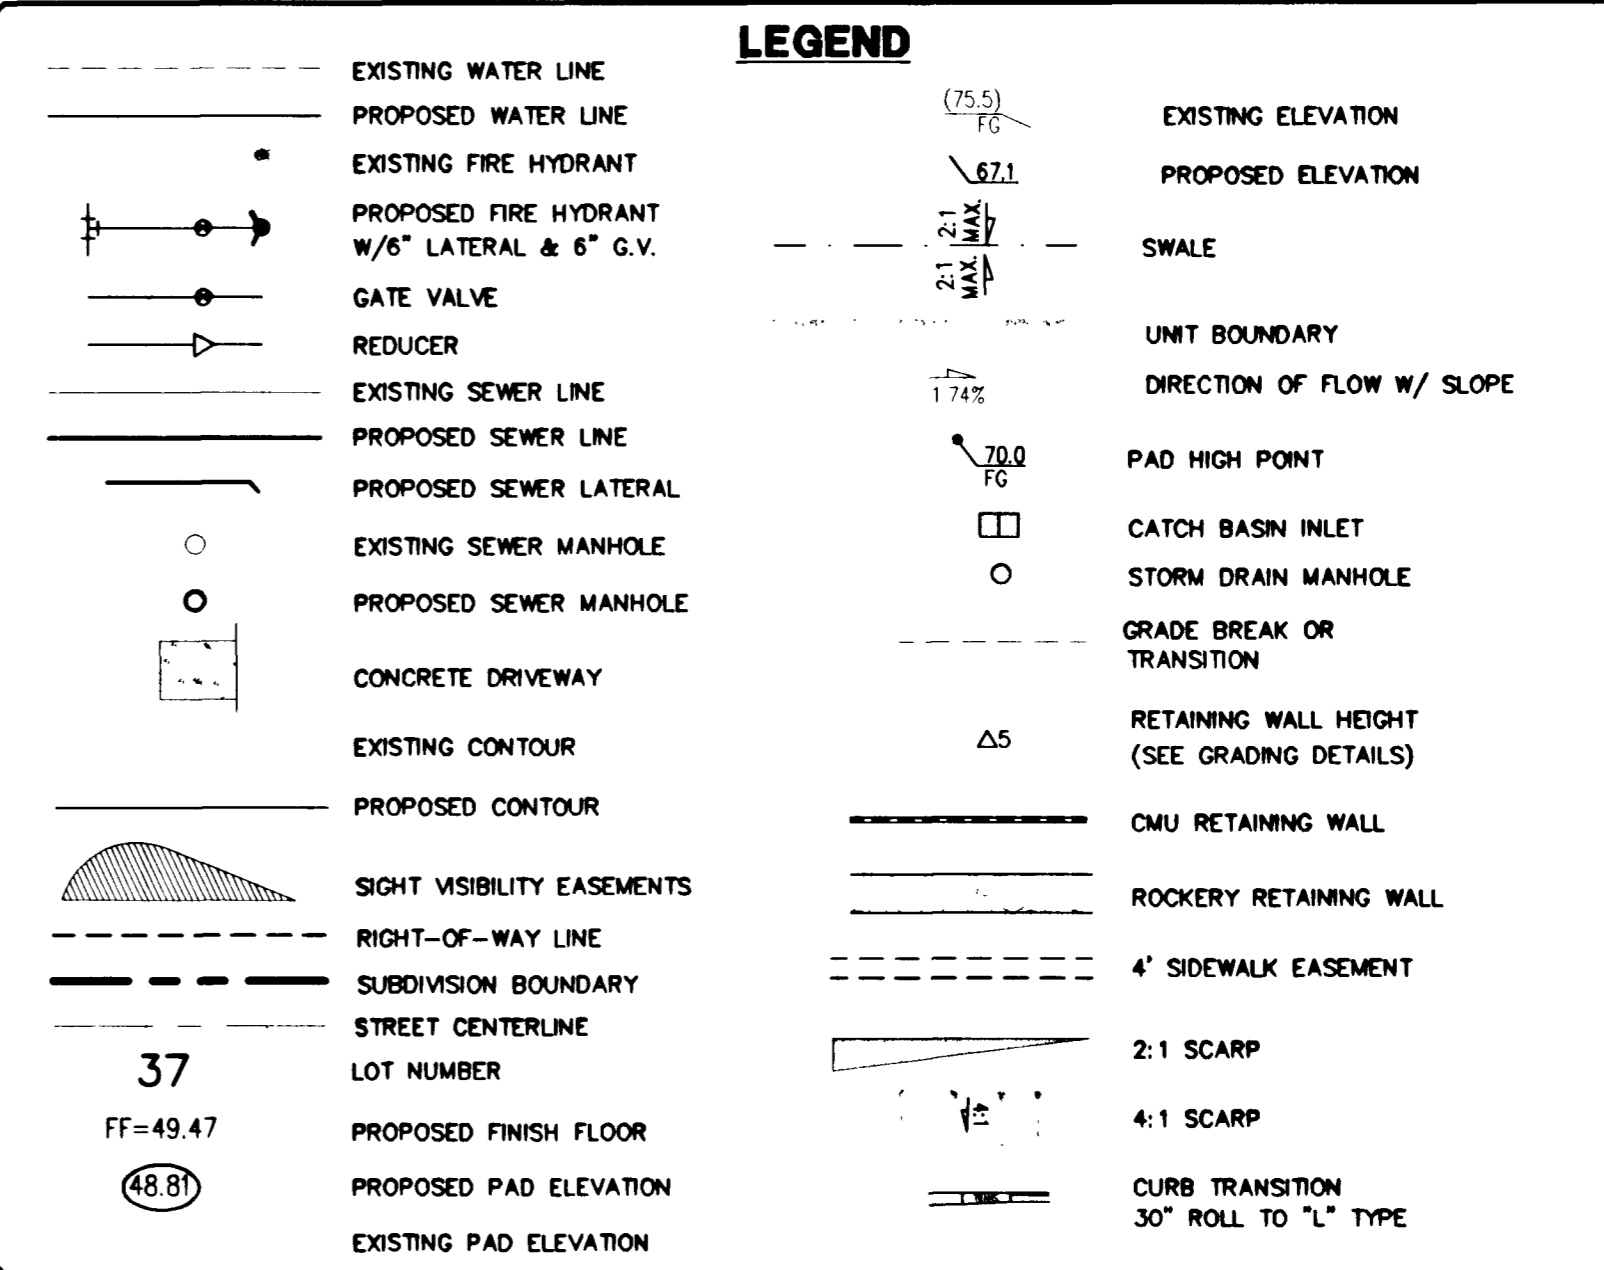 LEGEND
EXISTING WATER LINE
PROPOSED WATER LINE
EXISTING FIRE HYDRANT
PROPOSED FIRE HYDRANT
W/6" LATERAL & 6" G.V.
GATE VALVE
REDUCER
EXISTING SEWER LINE
PROPOSED SEWER LINE
PROPOSED SEWER LATERAL
EXISTING SEWER MANHOLE
PROPOSED SEWER MANHOLE
CONCRETE DRIVEWAY
EXISTING CONTOUR
PROPOSED CONTOUR
SIGHT VISIBILITY EASEMENTS
RIGHT-OF-WAY LINE
SUBDIVISION BOUNDARY
STREET CENTERLINE
37 LOT NUMBER
FF=49.47 PROPOSED FINISH FLOOR
48.81 PROPOSED PAD ELEVATION
EXISTING PAD ELEVATION
(75.5)
FG
EXISTING ELEVATION
67.1 PROPOSED ELEVATION
2:1
MAX.
SWALE
2:1
MAX.
UNIT BOUNDARY
DIRECTION OF FLOW W/ SLOPE
1 74%
70.0
FG
PAD HIGH POINT
CATCH BASIN INLET
STORM DRAIN MANHOLE
GRADE BREAK OR
TRANSITION
Δ5
RETAINING WALL HEIGHT
(SEE GRADING DETAILS)
CMU RETAINING WALL
ROCKERY RETAINING WALL
4' SIDEWALK EASEMENT
2:1 SCARP
4:1
4:1 SCARP
CURB TRANSITION
30" ROLL TO "L" TYPE